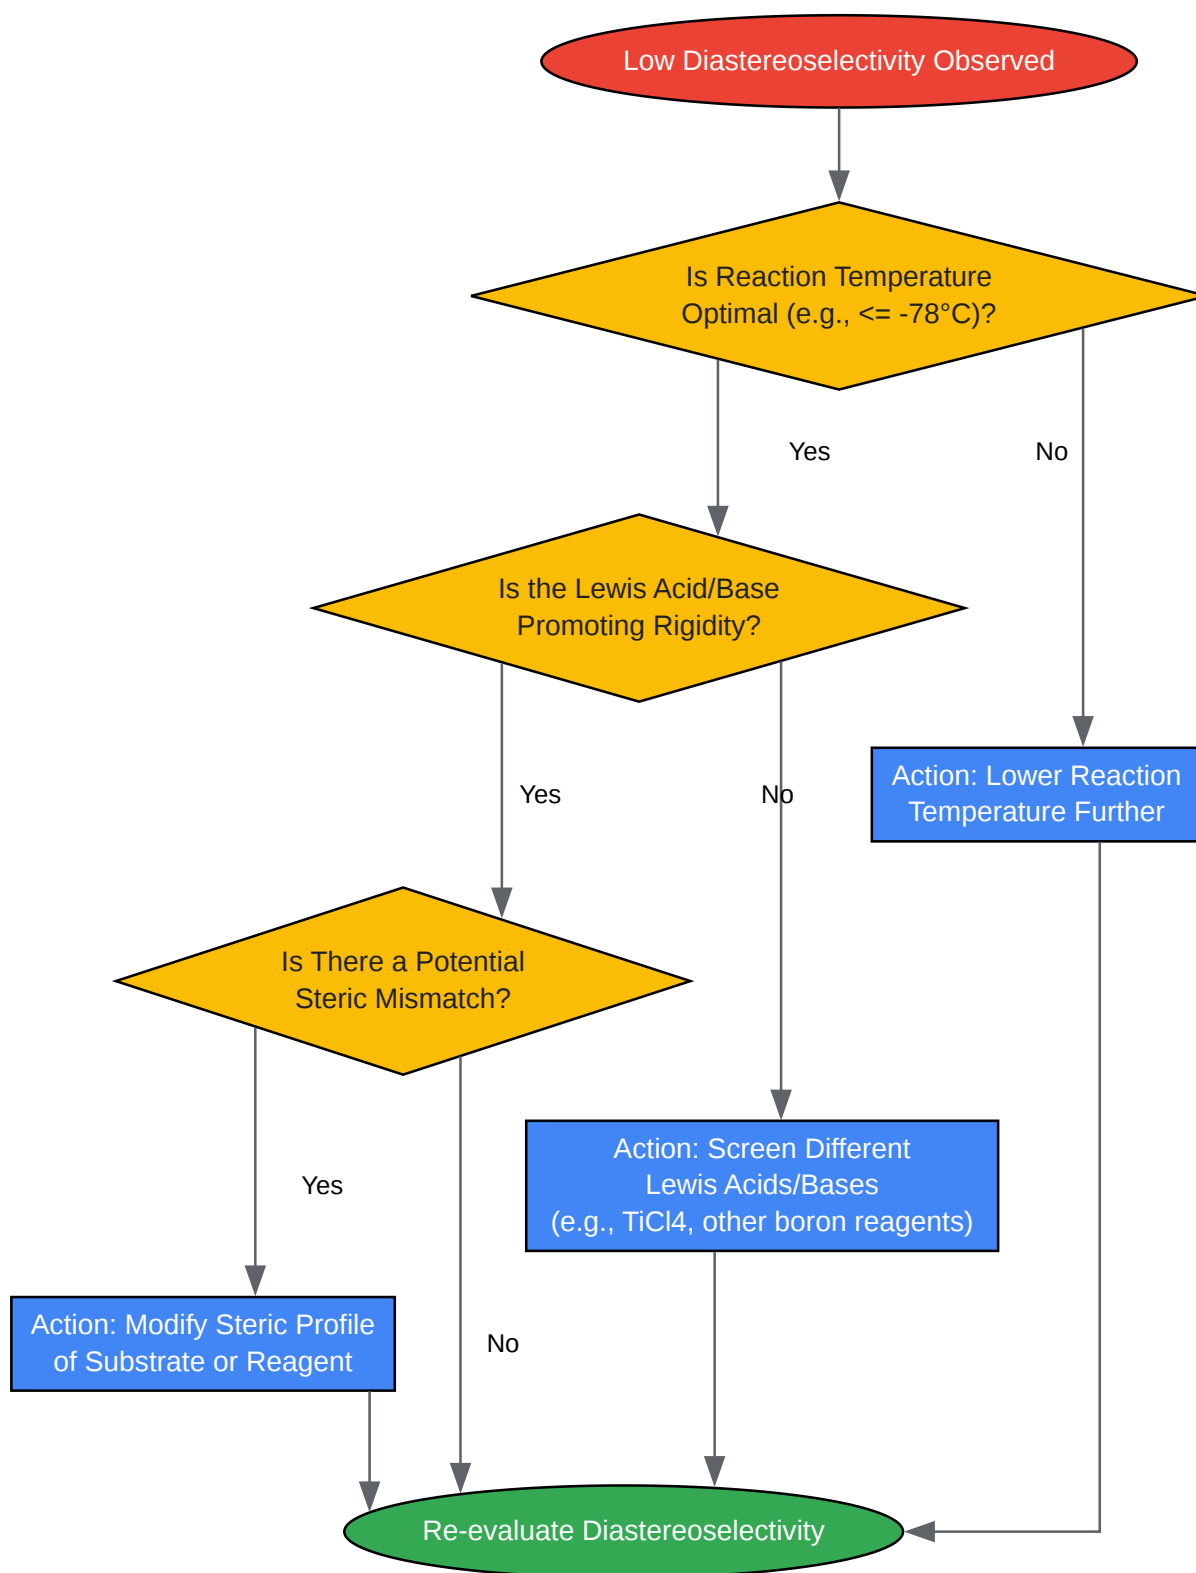 Low Diastereoselectivity Observed
Is Reaction Temperature
Optimal (e.g., <= -78°C)?
Yes
No
Is the Lewis Acid/Base
Promoting Rigidity?
Yes
No
Action: Lower Reaction
Temperature Further
Is There a Potential
Steric Mismatch?
Yes
No
Action: Screen Different
Lewis Acids/Bases
(e.g., TiCl4, other boron reagents)
Action: Modify Steric Profile
of Substrate or Reagent
Re-evaluate Diastereoselectivity